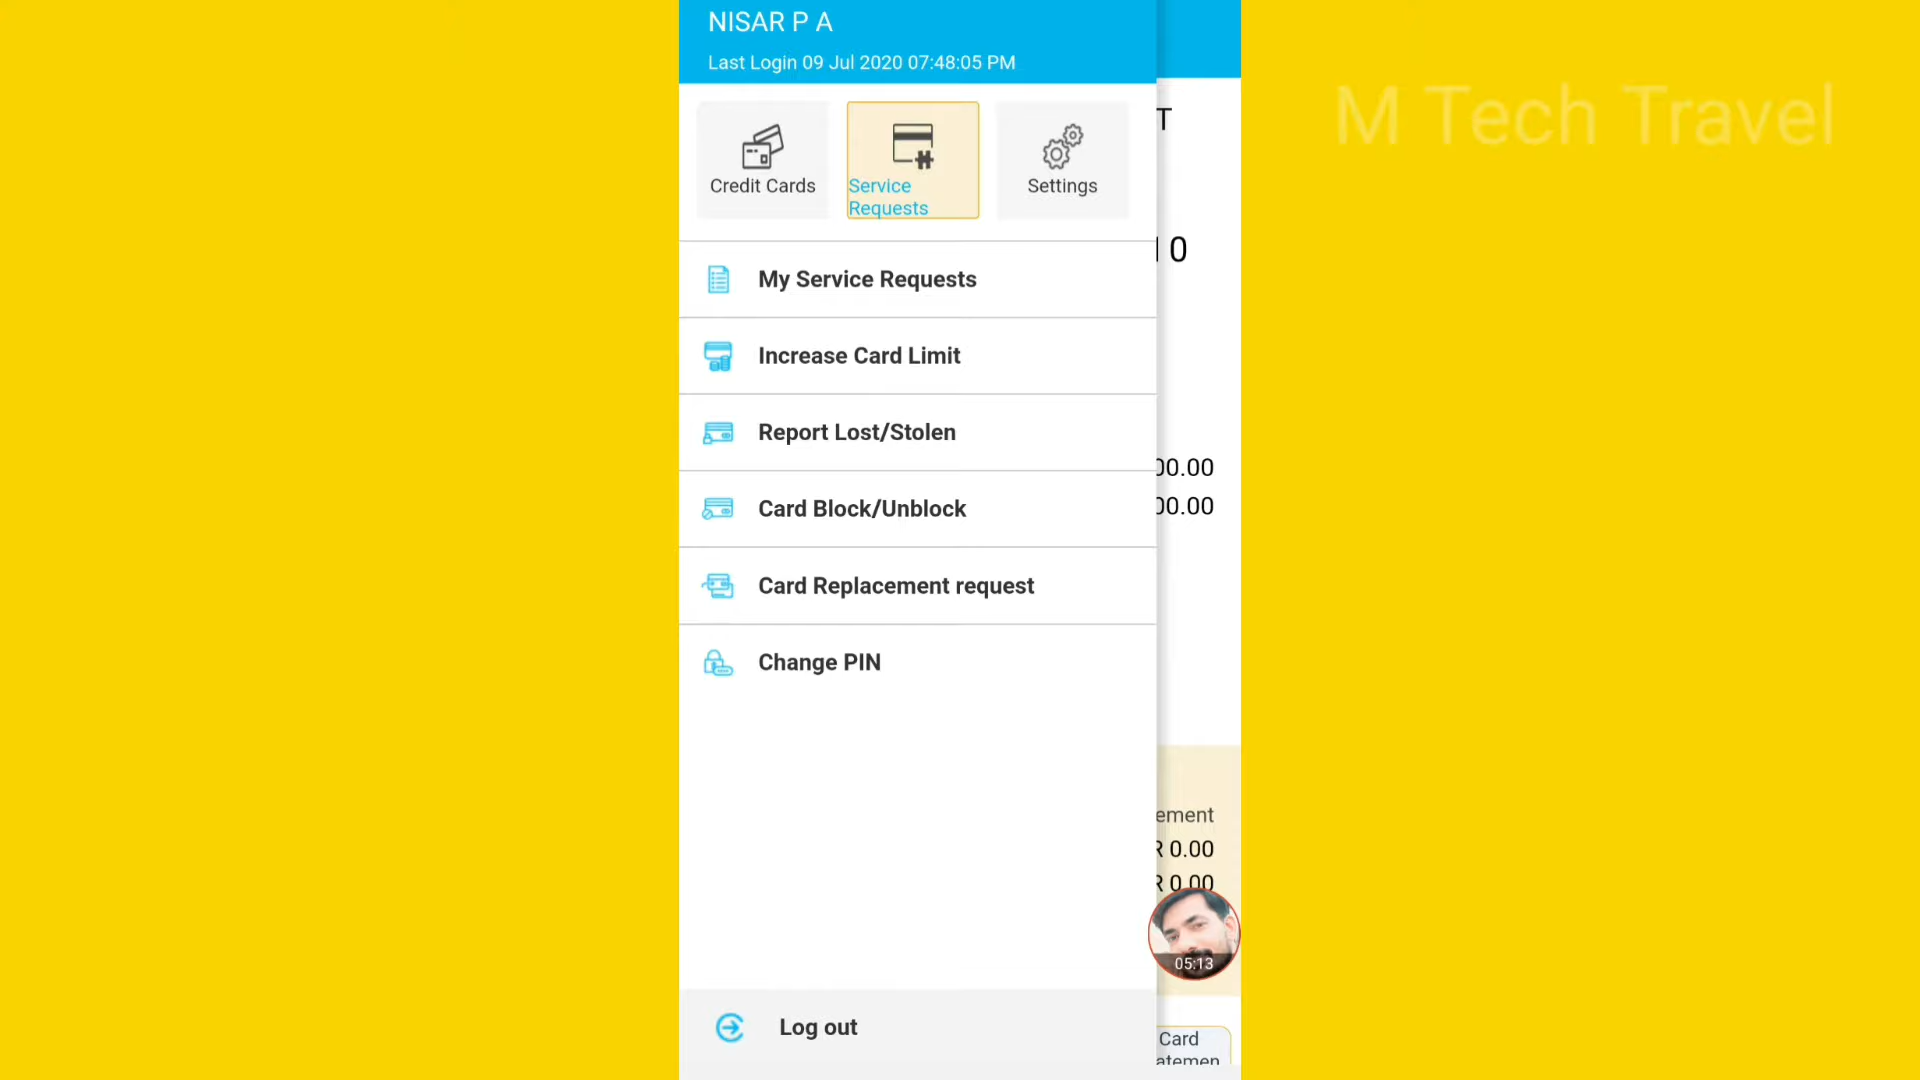 NISAR P A
Last Login 09 Jul 2020 07:48:05 PM
M Tech Travel
Credit Cards
Service
Requests
Settings
T
0
My Service Requests
Increase Card Limit
Report Lost/Stolen
00.00
Card Block/Unblock
00.00
Card Replacement request
Change PIN
ement
R 0.00
R 0.00
05:13
Log out
Card
atemen